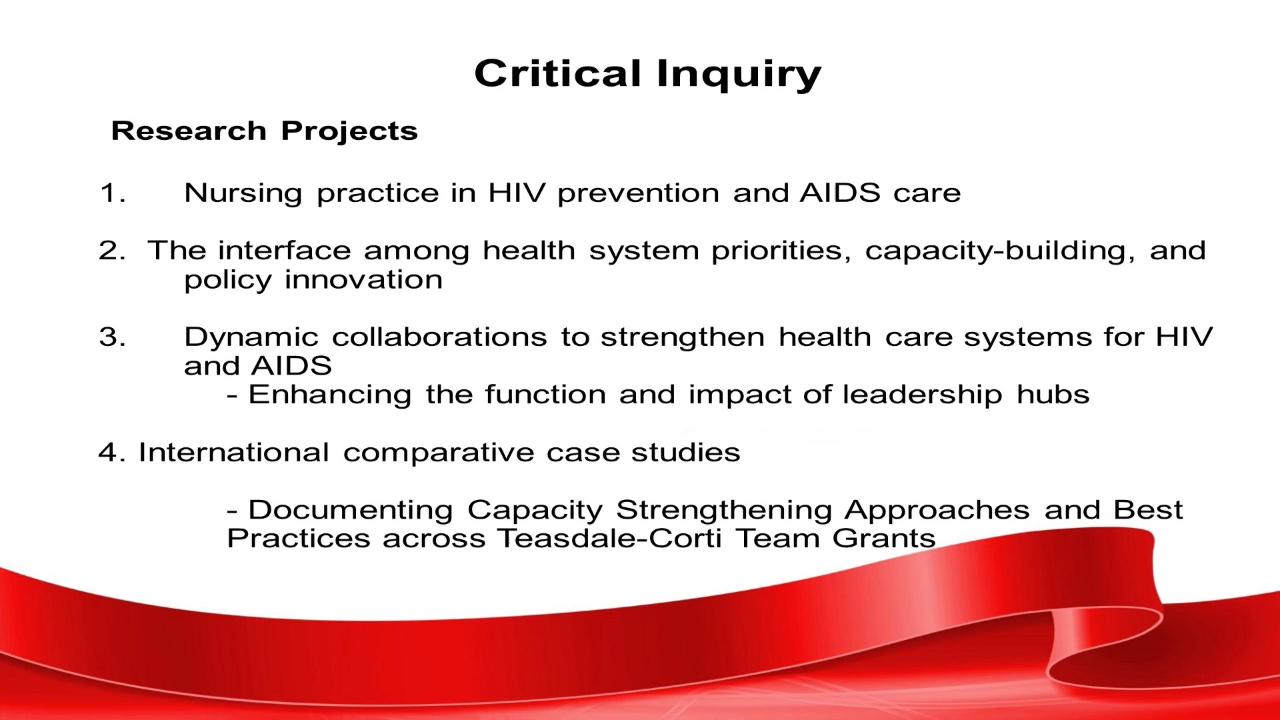 Critical Inquiry
Research Projects
1. Nursing practice in HIV prevention and AIDS care
2. The interface among health system priorities, capacity-building, and
policy innovation
3. Dynamic collaborations to strengthen health care systems for HIV
and AIDS
- Enhancing the function and impact of leadership hubs
4. International comparative case studies
- Documenting Capacity Strengthening Approaches and Best
Practices across Teasdale-Corti Team Grants